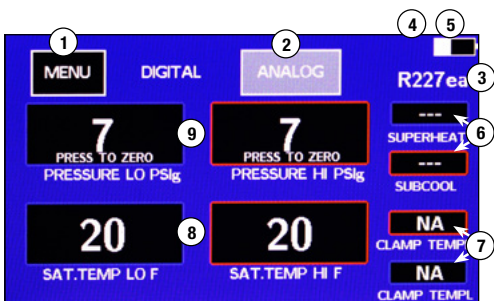 1 2 4 5
MENU DIGITAL ANALOG
R227ea 3
7 9 7
PRESS TO ZERO PRESS TO ZERO
PRESSURE LO PSIg PRESSURE HI PSIg
---
SUPERHEAT
6
---
SUBCOOL
20 8 20
SAT.TEMP LO F SAT.TEMP HI F
NA
CLAMP TEMP
7
NA
CLAMP TEMPL